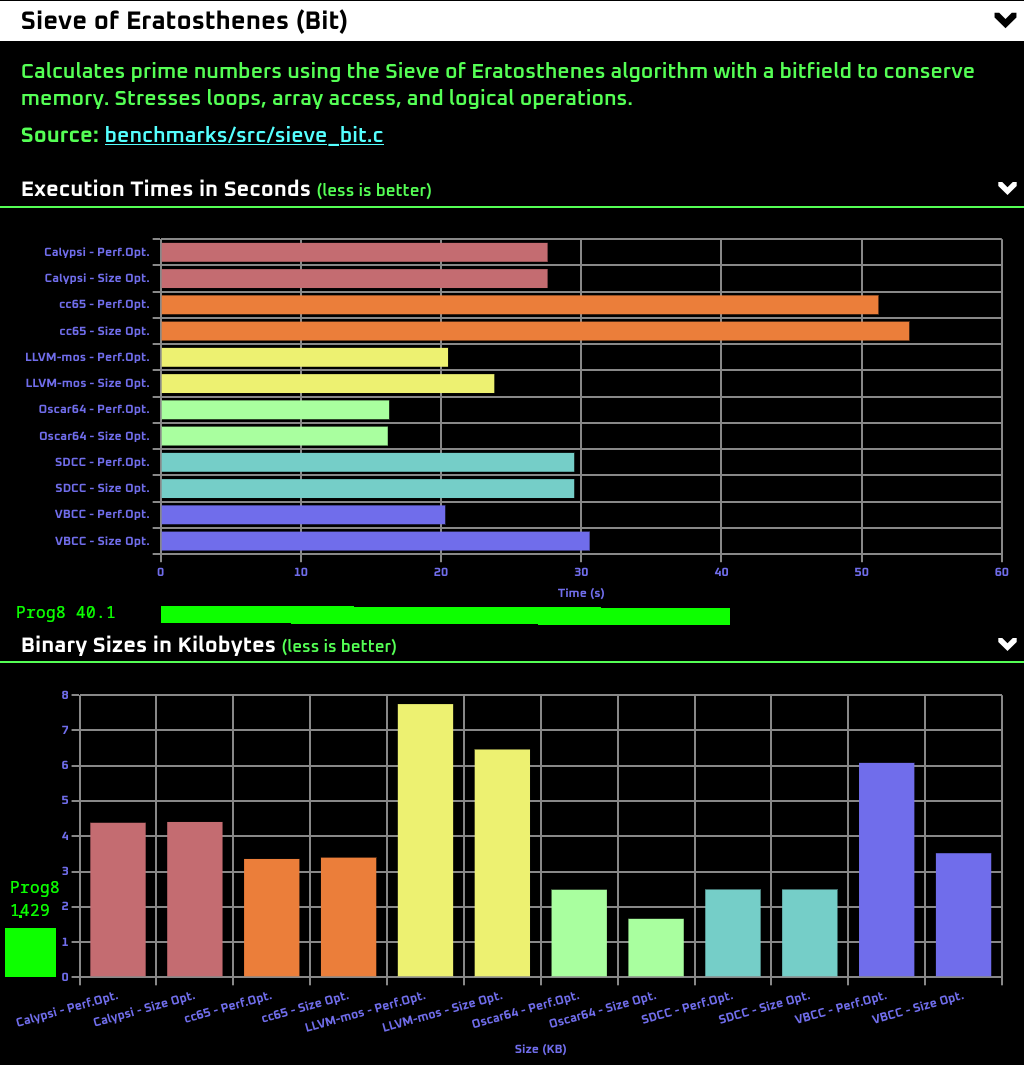 Sieve of Eratosthenes (Bit)
Calculates prime numbers using the Sieve of Eratosthenes algorithm with a bitfield to conserve
memory. Stresses loops, array access, and logical operations.
Source: benchmarks/src/sieve_bit.c
Execution Times in Seconds (less is better)
Calypsi - Perf.Opt.
Calypsi - Size Opt.
cc65 - Perf.Opt.
cc65 - Size Opt.
LLVM-mos - Perf.Opt.
LLVM-mos - Size Opt.
Oscar64 - Perf.Opt.
Oscar64 - Size Opt.
SDCC - Perf.Opt.
SDCC - Size Opt.
VBCC - Perf.Opt.
VBCC - Size Opt.
0 10 20 30 40 50 60
Time (s)
Prog8 40.1
Binary Sizes in Kilobytes (less is better)
8
7
6
5
4
3
Prog8
1.429
2
1
0
Calypsi - Perf.Opt. Calypsi - Size Opt. cc65 - Perf.Opt. cc65 - Size Opt. LLVM-mos - Perf.Opt. LLVM-mos - Size Opt. Oscar64 - Perf.Opt. Oscar64 - Size Opt. SDCC - Perf.Opt. SDCC - Size Opt. VBCC - Perf.Opt. VBCC - Size Opt.
Size (KB)